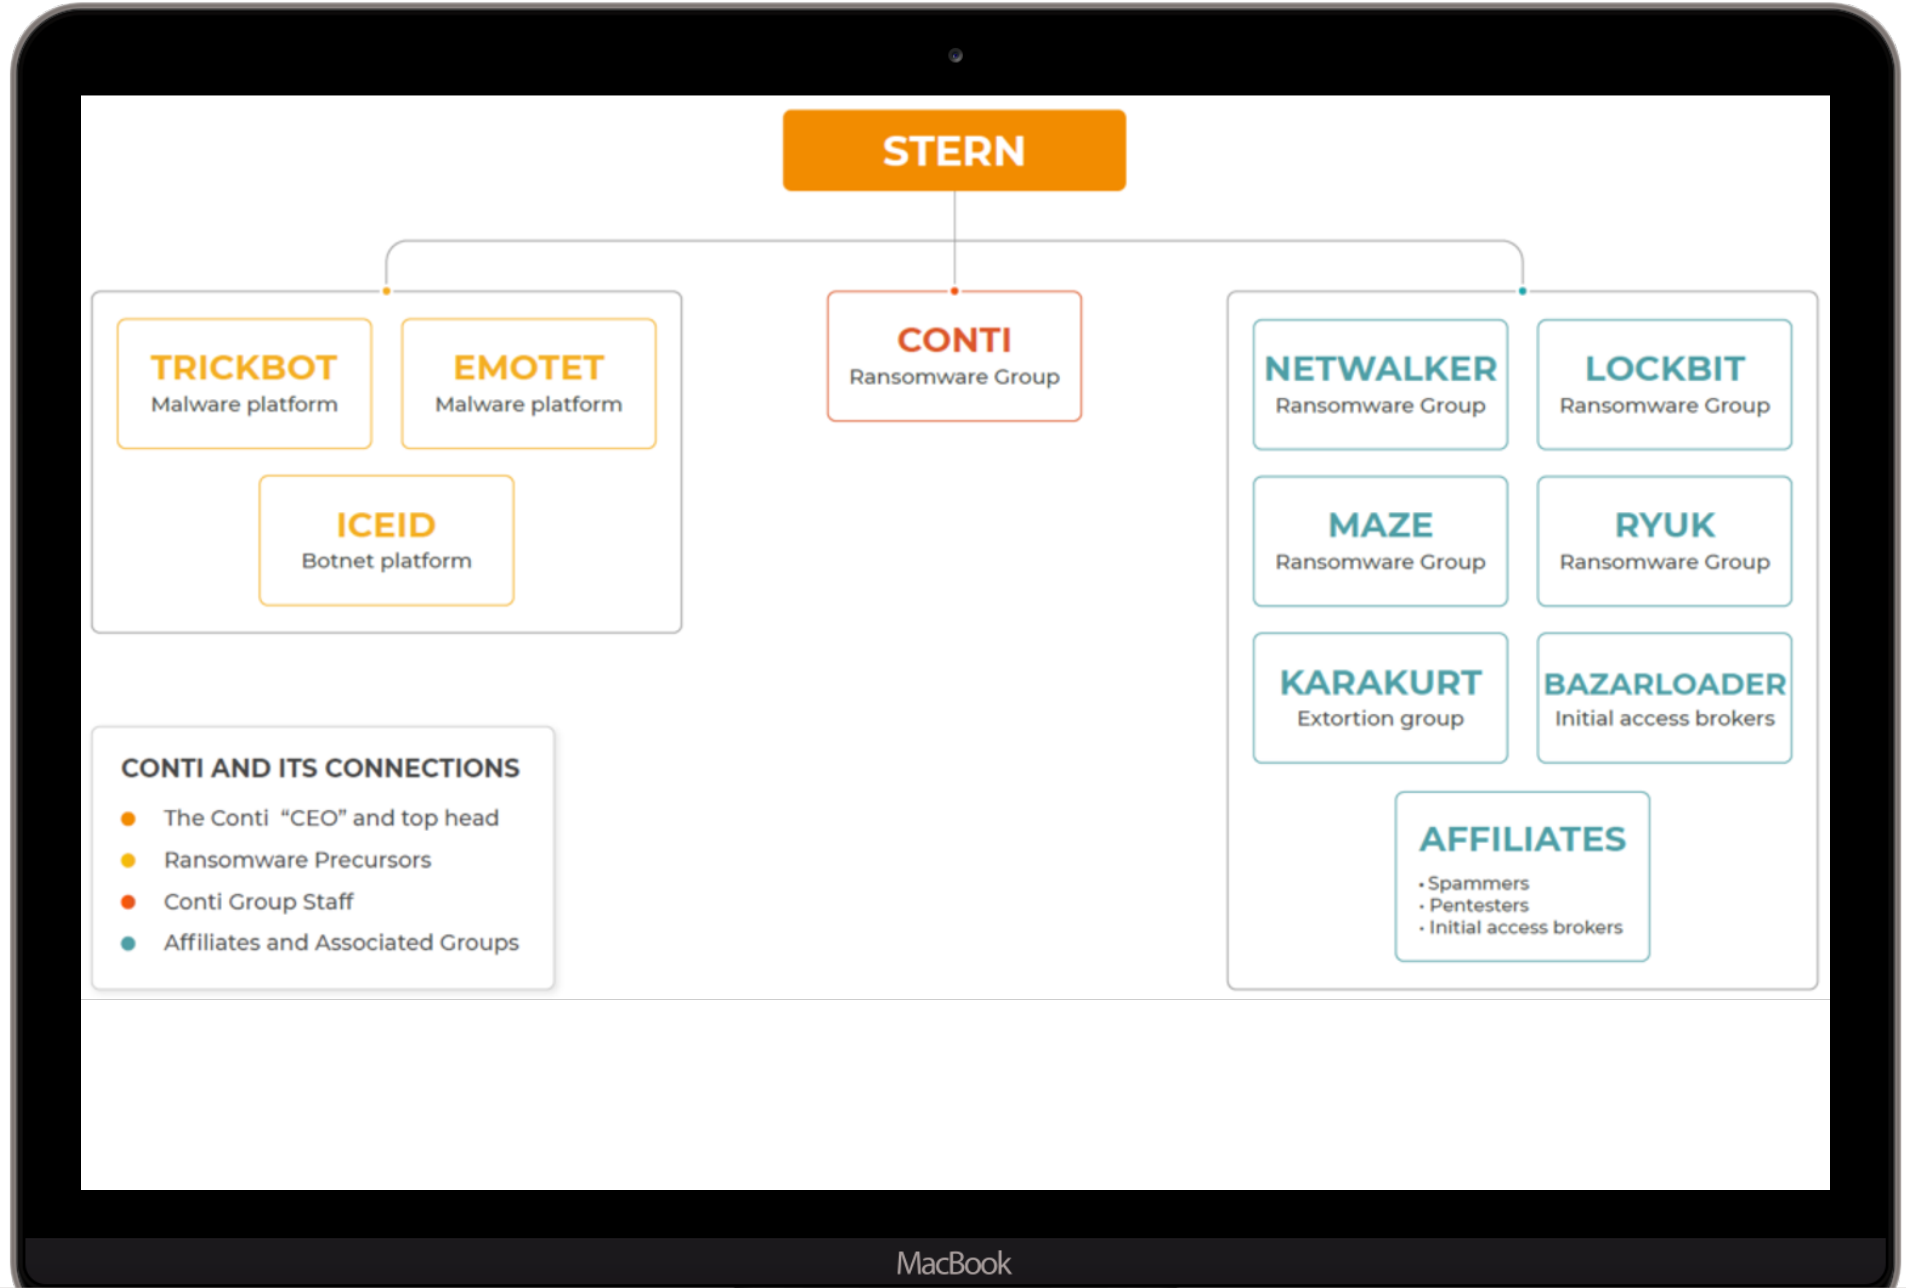 STERN
TRICKBOT
Malware platform
EMOTET
Malware platform
ICEID
Botnet platform
CONTI
Ransomware Group
NETWALKER
Ransomware Group
LOCKBIT
Ransomware Group
MAZE
Ransomware Group
RYUK
Ransomware Group
KARAKURT
Extortion group
BAZARLOADER
Initial access brokers
AFFILIATES
• Spammers
• Pentesters
• Initial access brokers
CONTI AND ITS CONNECTIONS
The Conti “CEO” and top head
Ransomware Precursors
Conti Group Staff
Affiliates and Associated Groups
MacBook